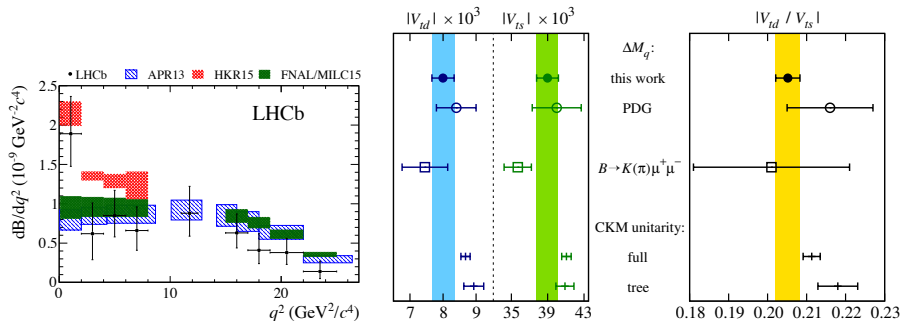 LHCb APR13 HKR15 FNAL/MILC15
LHCb
dB/dq² (10⁻⁹ GeV⁻²c⁴)
2.5
2
1.5
1
0.5
0
0 10 20
q² (GeV²/c⁴)
|V_td| × 10³ |V_ts| × 10³
7 8 9 35 39 43
ΔM_q:
this work
PDG
B→K(π)μ⁺μ⁻
CKM unitarity:
full
tree
|V_td / V_ts|
0.18 0.19 0.20 0.21 0.22 0.23